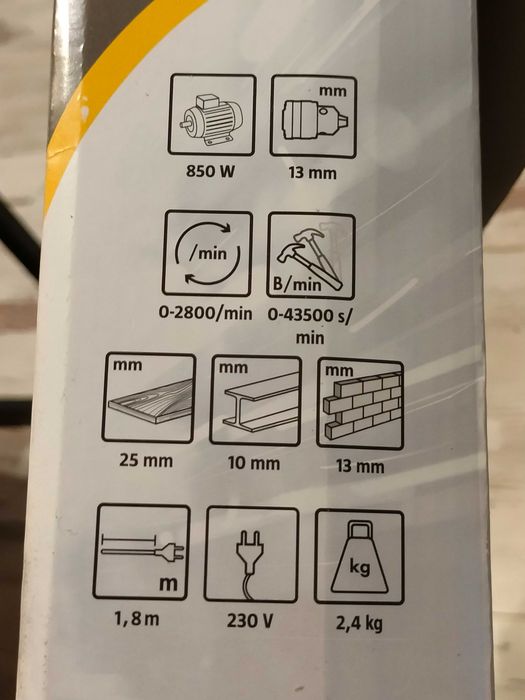 mm
850 W 13 mm
/min B/min
0-2800/min 0-43500 s/
min
mm mm mm
25 mm 10 mm 13 mm
m kg
1,8m 230 V 2,4 kg